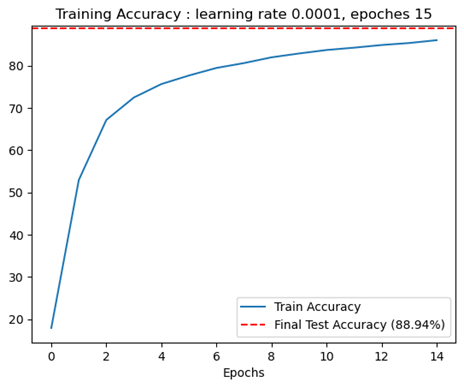 Training Accuracy : learning rate 0.0001, epoches 15
80
70
60
50
40
30
20
Train Accuracy
Final Test Accuracy (88.94%)
0 2 4 6 8 10 12 14
Epochs